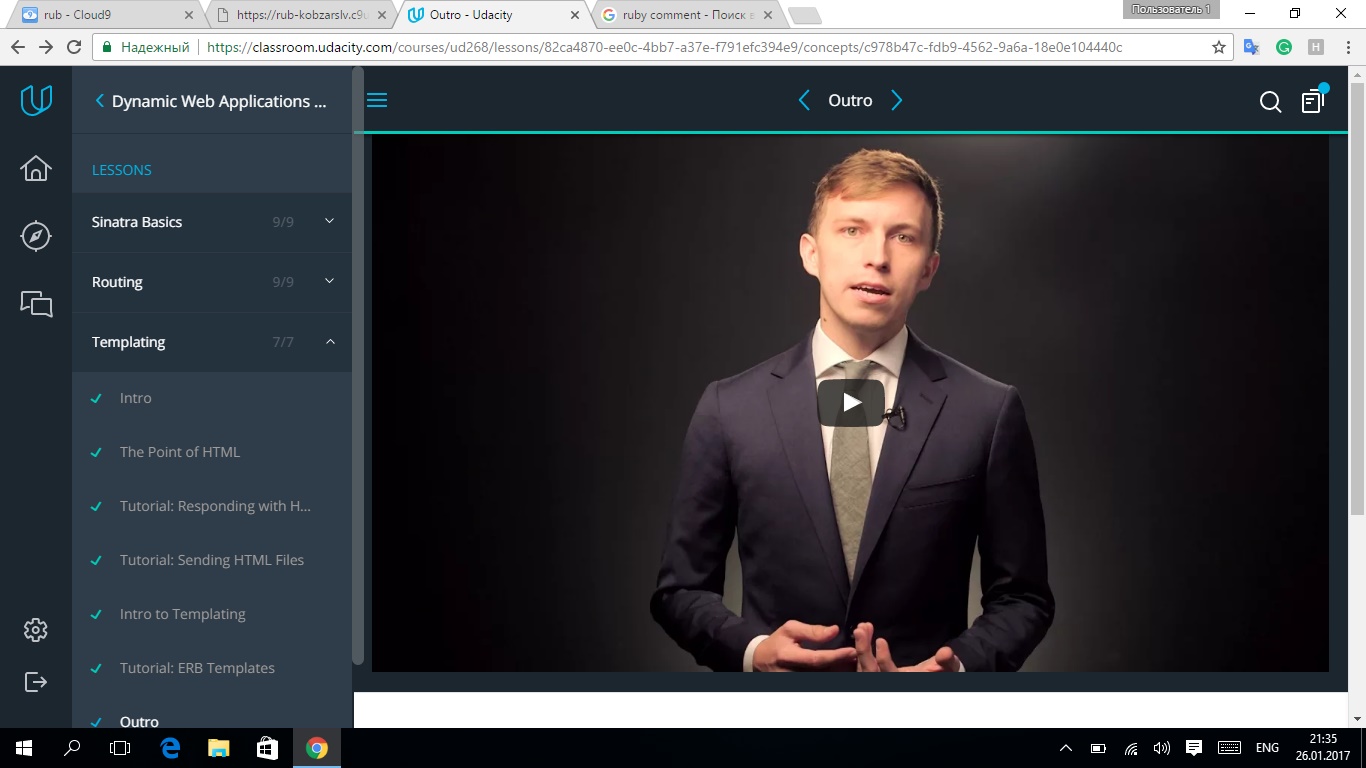 rub - Cloud9
https://rub-kobzarslv.c9u
Outro - Udacity
ruby comment - Поиск в
Пользователь 1
Надежный
https://classroom.udacity.com/courses/ud268/lessons/82ca4870-ee0c-4bb7-a37e-f791efc394e9/concepts/c978b47c-fdb9-4562-9a6a-18e0e104440c
Dynamic Web Applications ...
Outro
LESSONS
Sinatra Basics 9/9
Routing 9/9
Templating 7/7
Intro
The Point of HTML
Tutorial: Responding with H...
Tutorial: Sending HTML Files
Intro to Templating
Tutorial: ERB Templates
Outro
ENG
21:35
26.01.2017